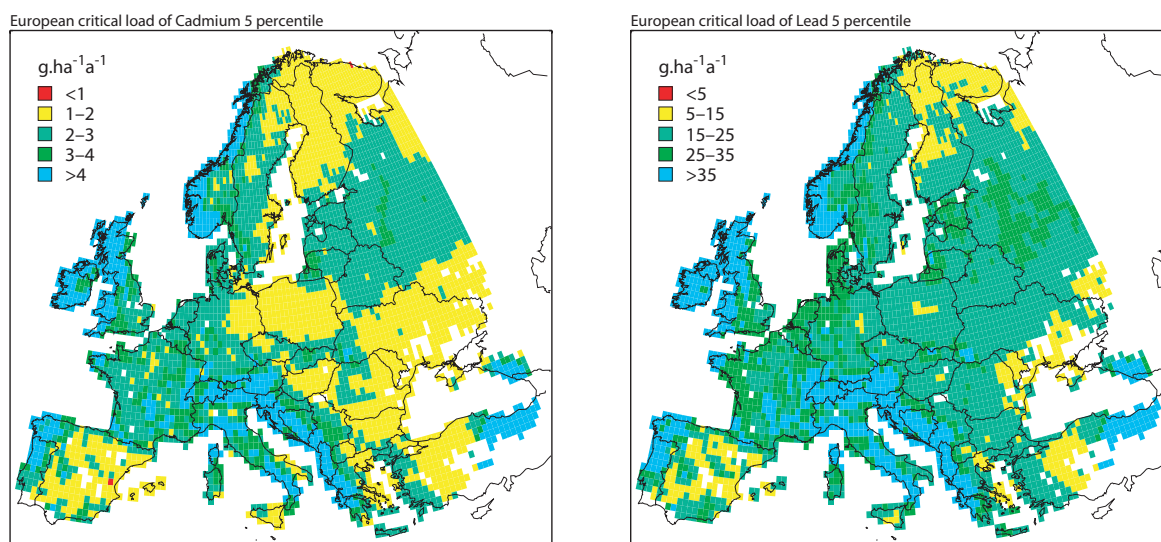 European critical load of Cadmium 5 percentile
g.ha⁻¹a⁻¹
<1
1–2
2–3
3–4
>4
European critical load of Lead 5 percentile
g.ha⁻¹a⁻¹
<5
5–15
15–25
25–35
>35